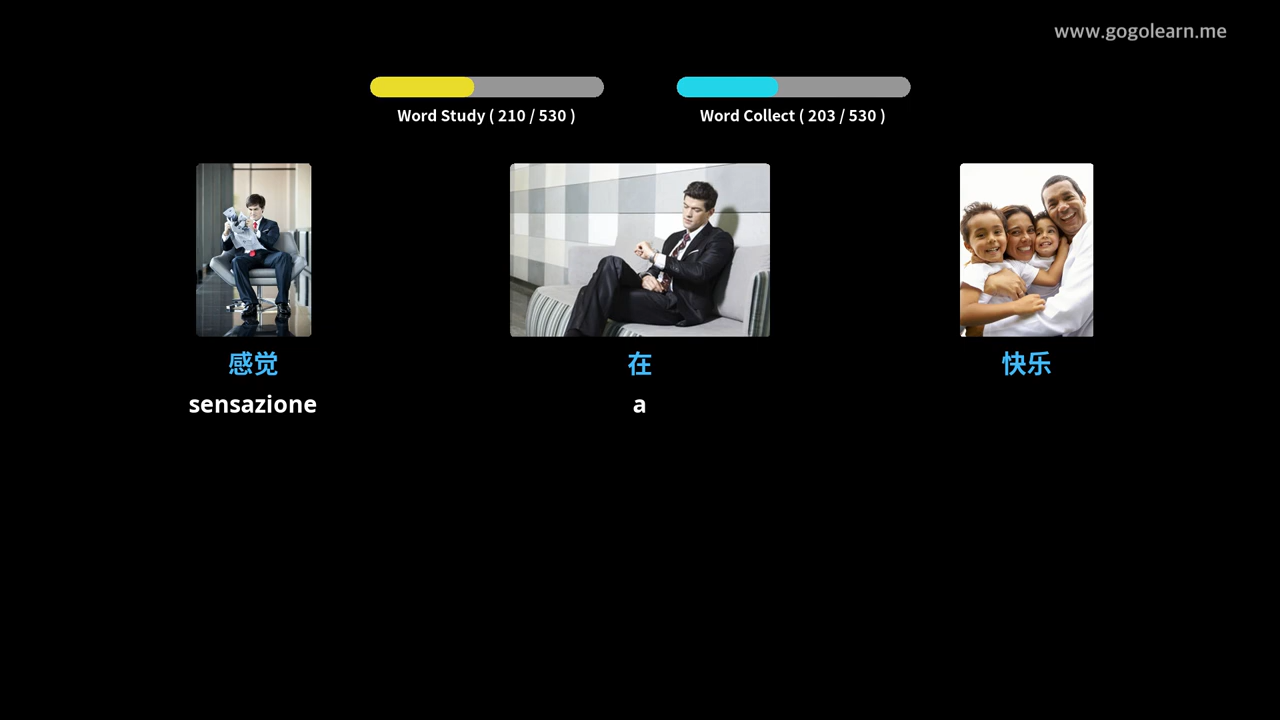 www.gogolearn.me
Word Study ( 210 / 530 )
Word Collect ( 203 / 530 )
感觉
在
快乐
sensazione
a